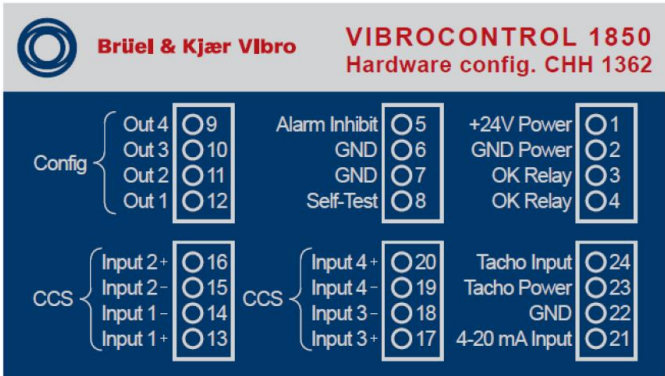 Brüel & Kjær Vibro
VIBROCONTROL 1850
Hardware config. CHH 1362
Config
Out 4 9
Out 3 10
Out 2 11
Out 1 12
Alarm Inhibit 5
GND 6
GND 7
Self-Test 8
+24V Power 1
GND Power 2
OK Relay 3
OK Relay 4
CCS
Input 2+ 16
Input 2- 15
Input 1- 14
Input 1+ 13
CCS
Input 4+ 20
Input 4- 19
Input 3- 18
Input 3+ 17
Tacho Input 24
Tacho Power 23
GND 22
4-20 mA Input 21